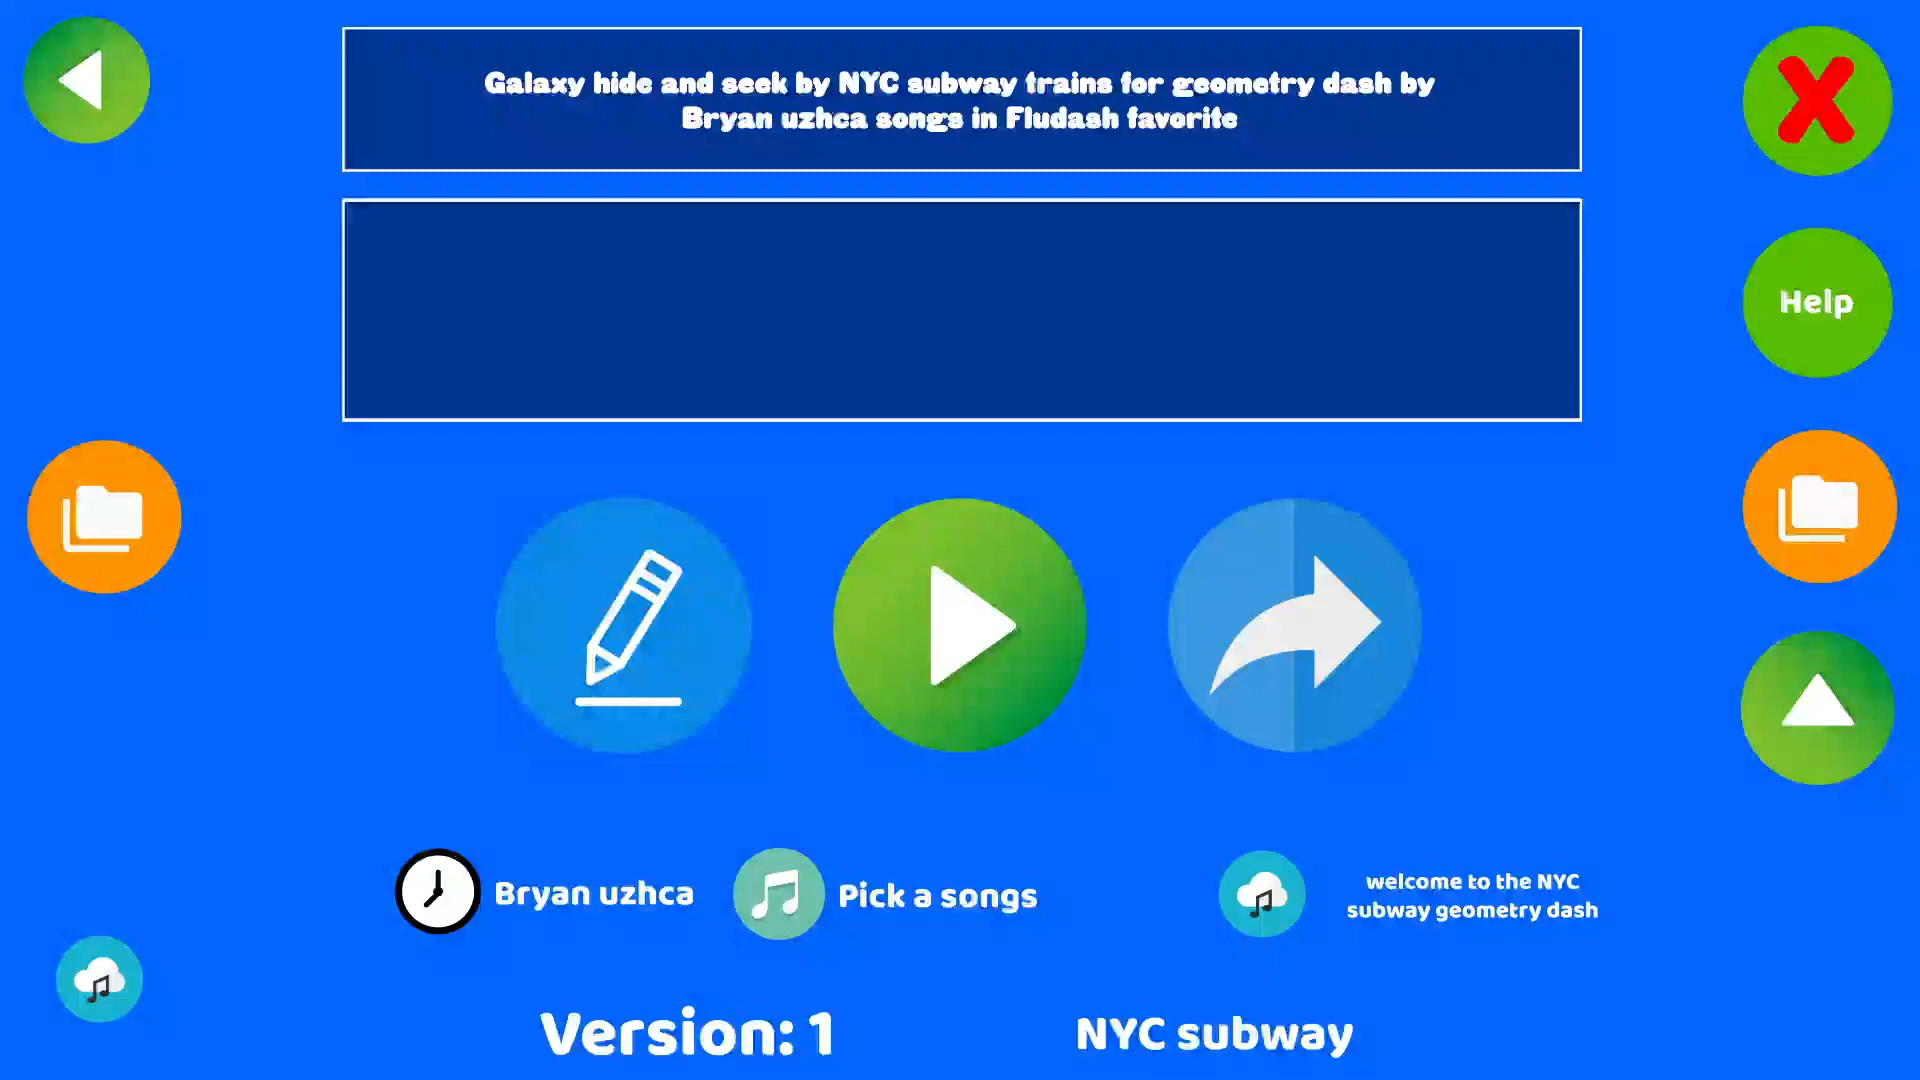 Galaxy hide and seek by NYC subway trains for geometry dash by
Bryan uzhca songs in Fludash favorite
Help
Bryan uzhca
Pick a songs
welcome to the NYC
subway geometry dash
Version: 1
NYC subway